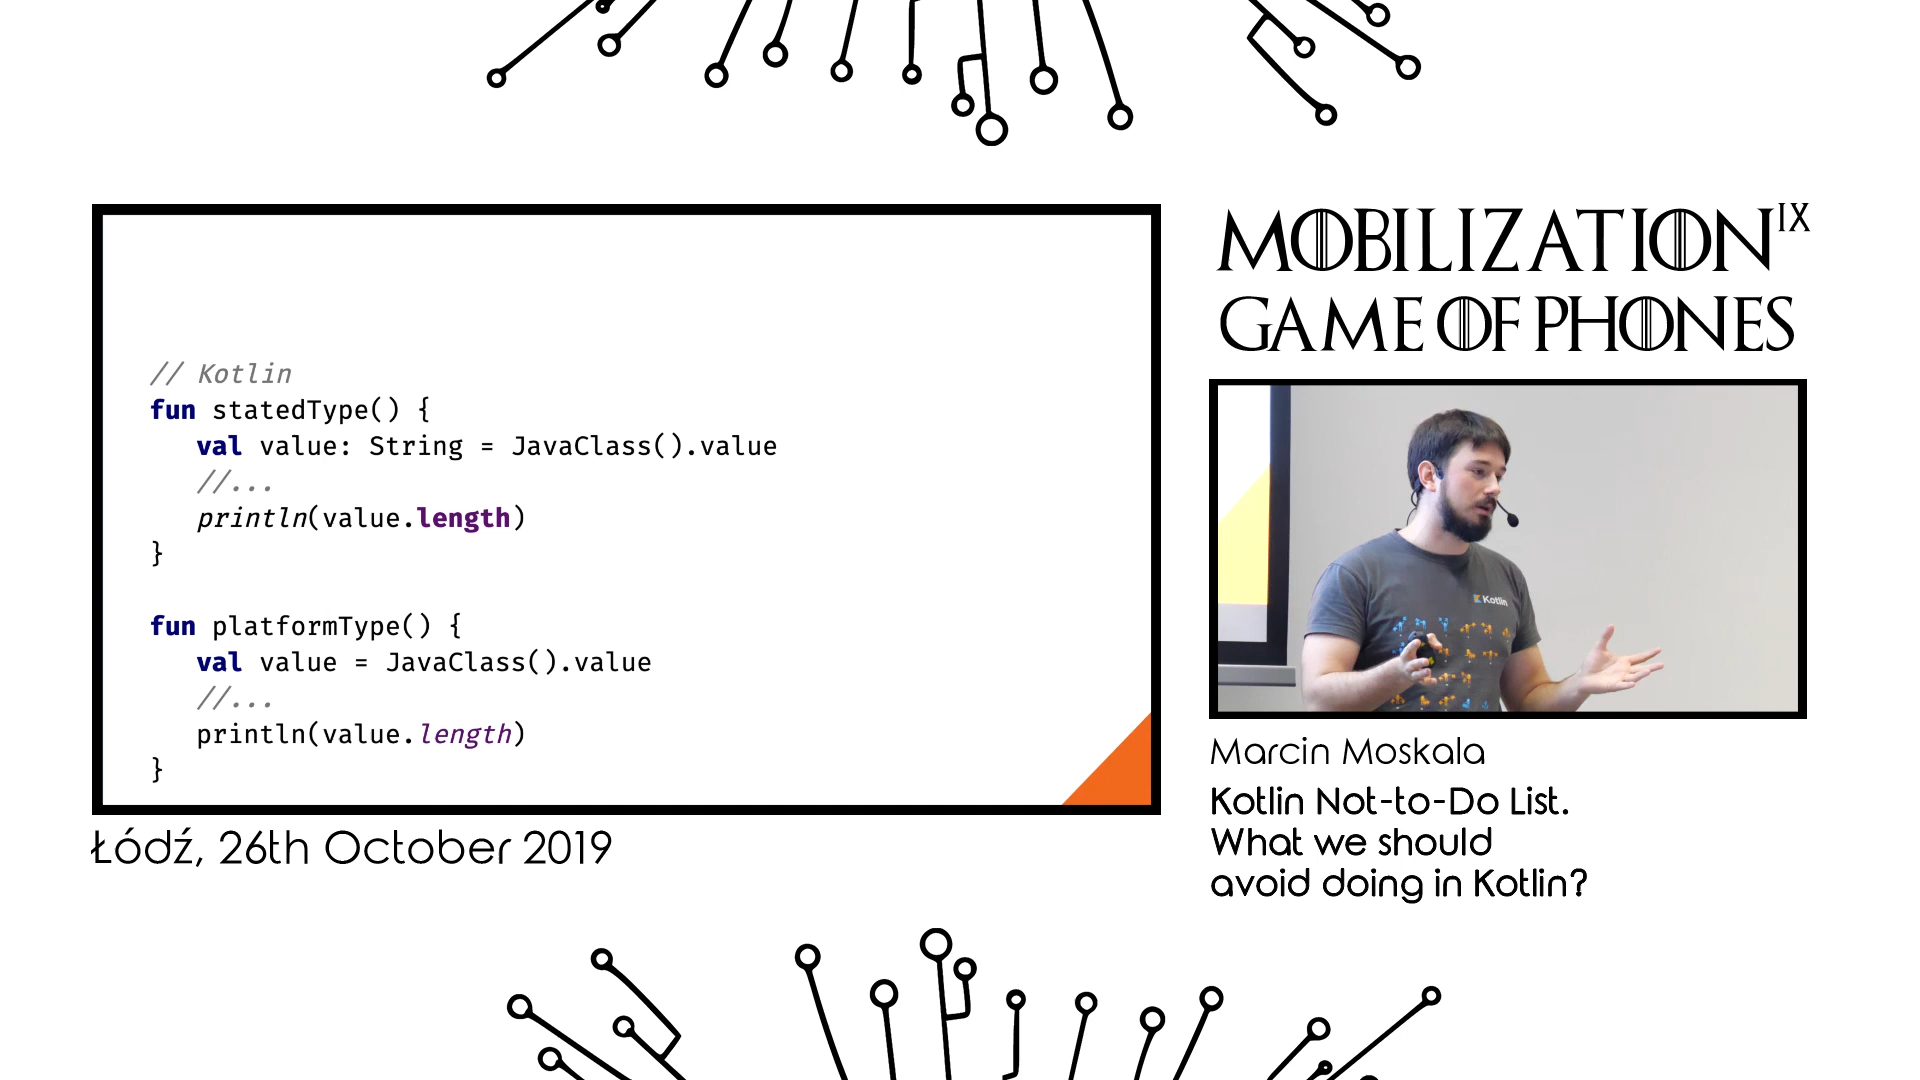 // Kotlin
fun statedType() {
val value: String = JavaClass().value
//...
println(value.length)
}
fun platformType() {
val value = JavaClass().value
//...
println(value.length)
}
Łódź, 26th October 2019
MOBILIZATION IX
GAME OF PHONES
Kotlin
Marcin Moskala
Kotlin Not-to-Do List.
What we should
avoid doing in Kotlin?